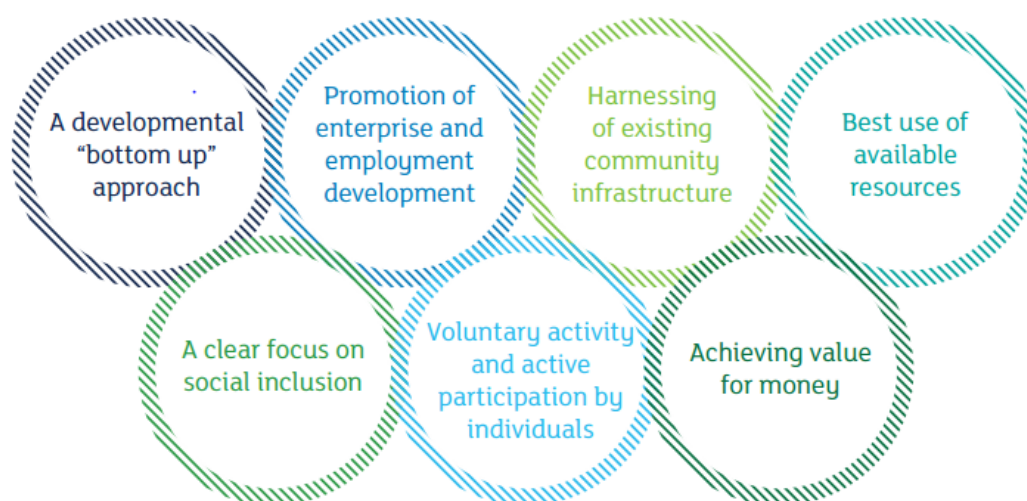 A developmental
“bottom up”
approach
Promotion of
enterprise and
employment
development
Harnessing
of existing
community
infrastructure
Best use of
available
resources
A clear focus on
social inclusion
Voluntary activity
and active
participation by
individuals
Achieving value
for money